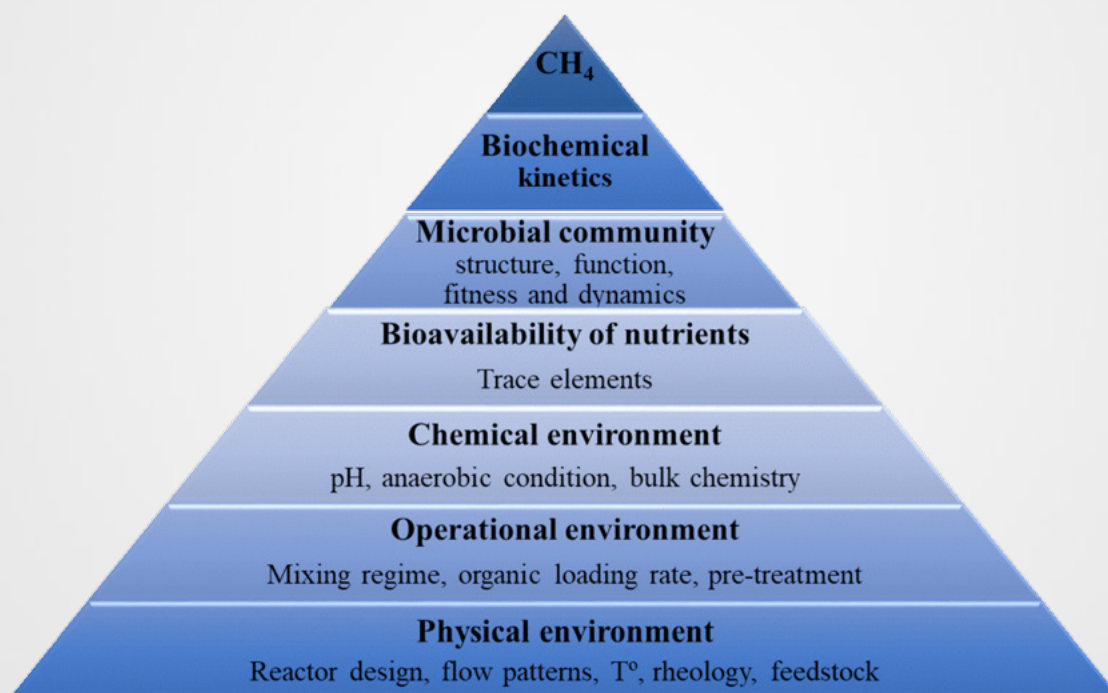 CH₄
Biochemical
kinetics
Microbial community
structure, function,
fitness and dynamics
Bioavailability of nutrients
Trace elements
Chemical environment
pH, anaerobic condition, bulk chemistry
Operational environment
Mixing regime, organic loading rate, pre-treatment
Physical environment
Reactor design, flow patterns, Tº, rheology, feedstock